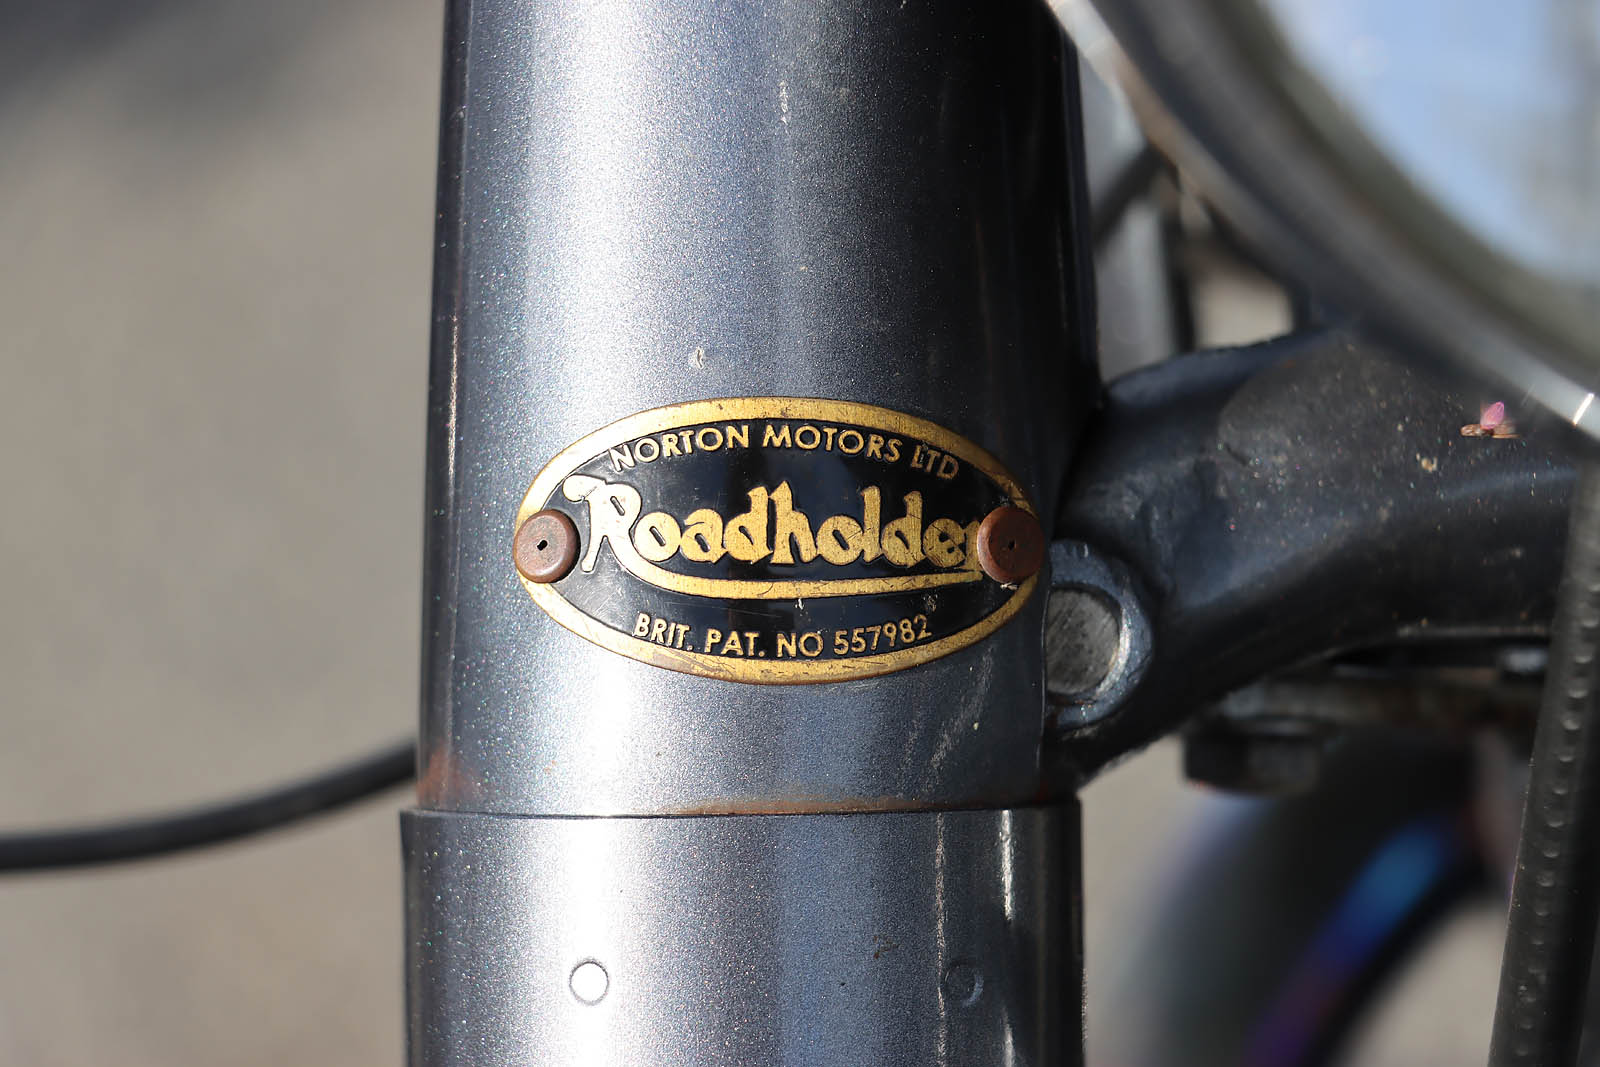 NORTON MOTORS LTD
Roadholder
BRIT. PAT. NO 557982